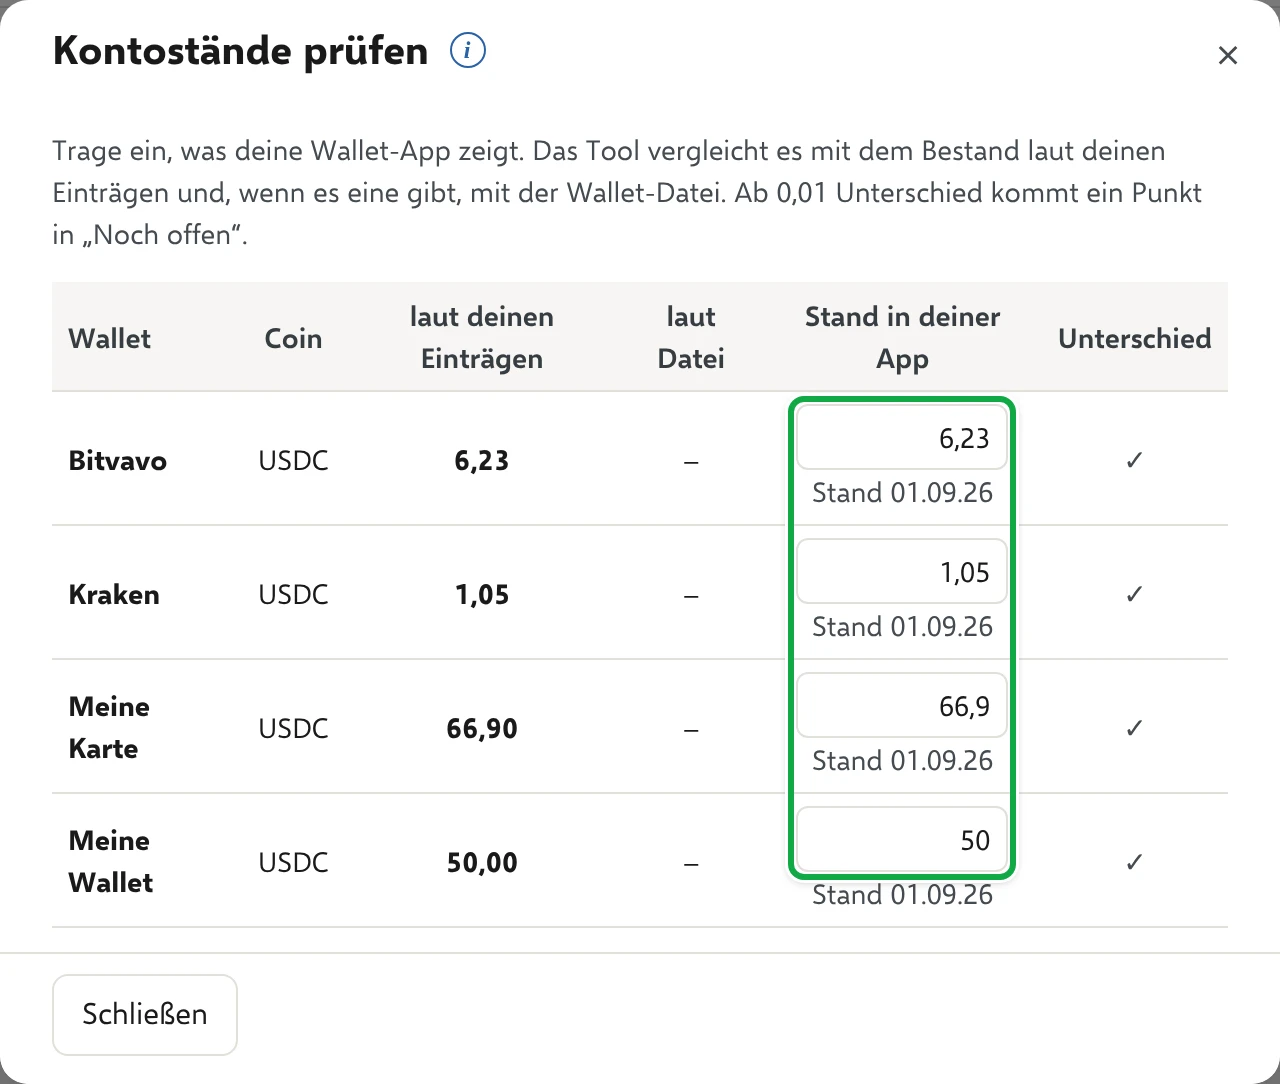 Kontostände prüfen i
×
Trage ein, was deine Wallet-App zeigt. Das Tool vergleicht es mit dem Bestand laut deinen
Einträgen und, wenn es eine gibt, mit der Wallet-Datei. Ab 0,01 Unterschied kommt ein Punkt
in „Noch offen“.
Wallet
Coin
laut deinen
Einträgen
laut
Datei
Stand in deiner
App
Unterschied
Bitvavo
USDC
6,23
–
6,23
Stand 01.09.26
✓
Kraken
USDC
1,05
–
1,05
Stand 01.09.26
✓
Meine
Karte
USDC
66,90
–
66,9
Stand 01.09.26
✓
Meine
Wallet
USDC
50,00
–
50
Stand 01.09.26
✓
Schließen